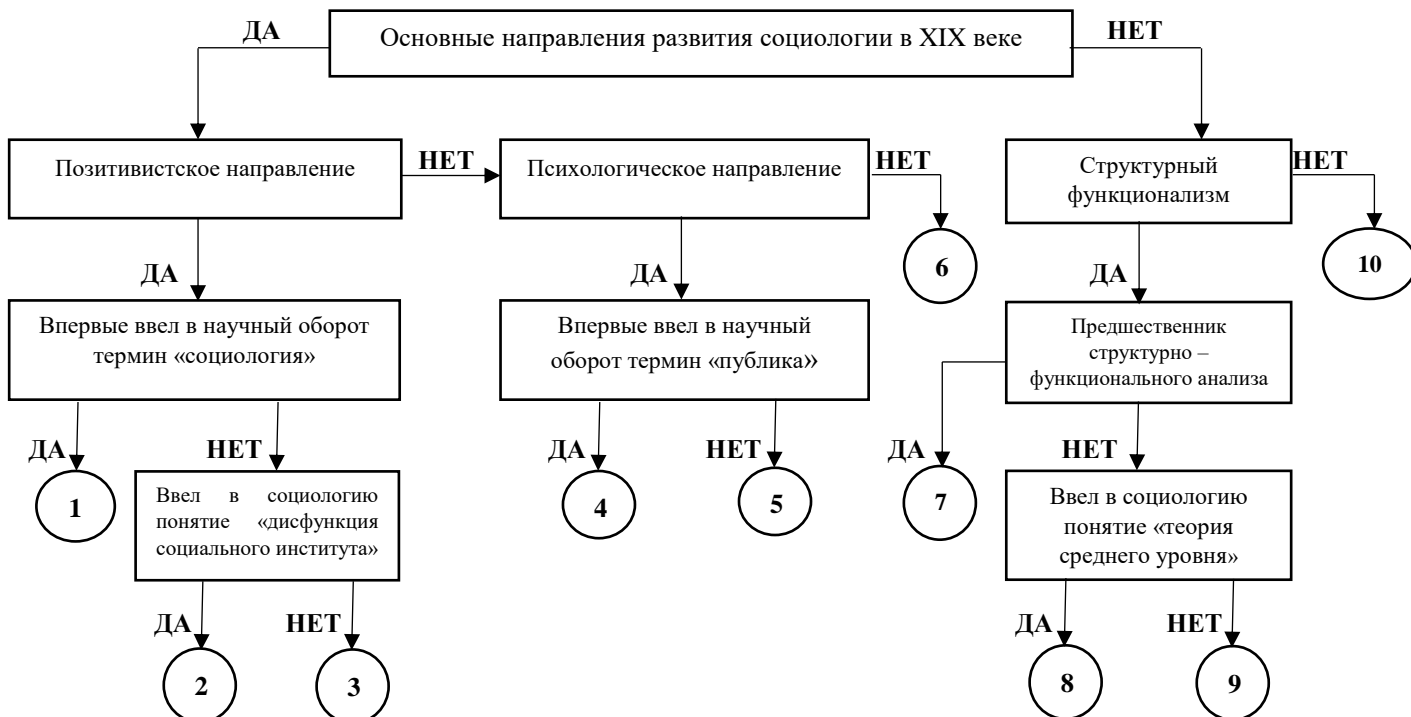 ДА
Основные направления развития социологии в XIX веке
НЕТ
Позитивистское направление
НЕТ
Психологическое направление
НЕТ
Структурный
функционализм
НЕТ
6
10
ДА
ДА
ДА
Впервые ввел в научный оборот
термин «социология»
Впервые ввел в научный
оборот термин «публика»
Предшественник
структурно –
функционального анализа
ДА
НЕТ
ДА
НЕТ
ДА
НЕТ
1
Ввел в социологию
понятие «дисфункция
социального института»
4
5
7
Ввел в социологию
понятие «теория
среднего уровня»
ДА
НЕТ
ДА
НЕТ
2
3
8
9